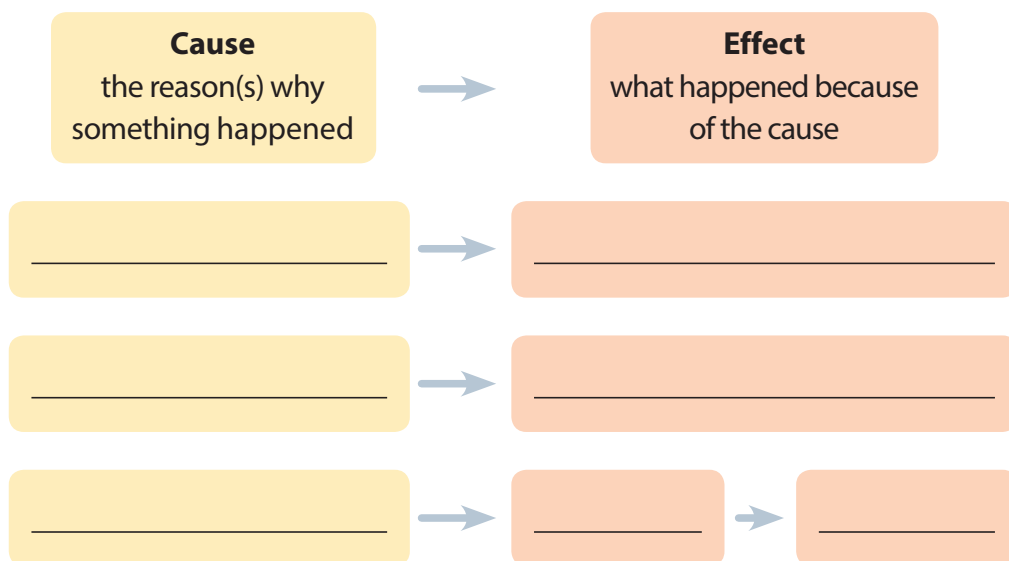 Cause
the reason(s) why
something happened
Effect
what happened because
of the cause